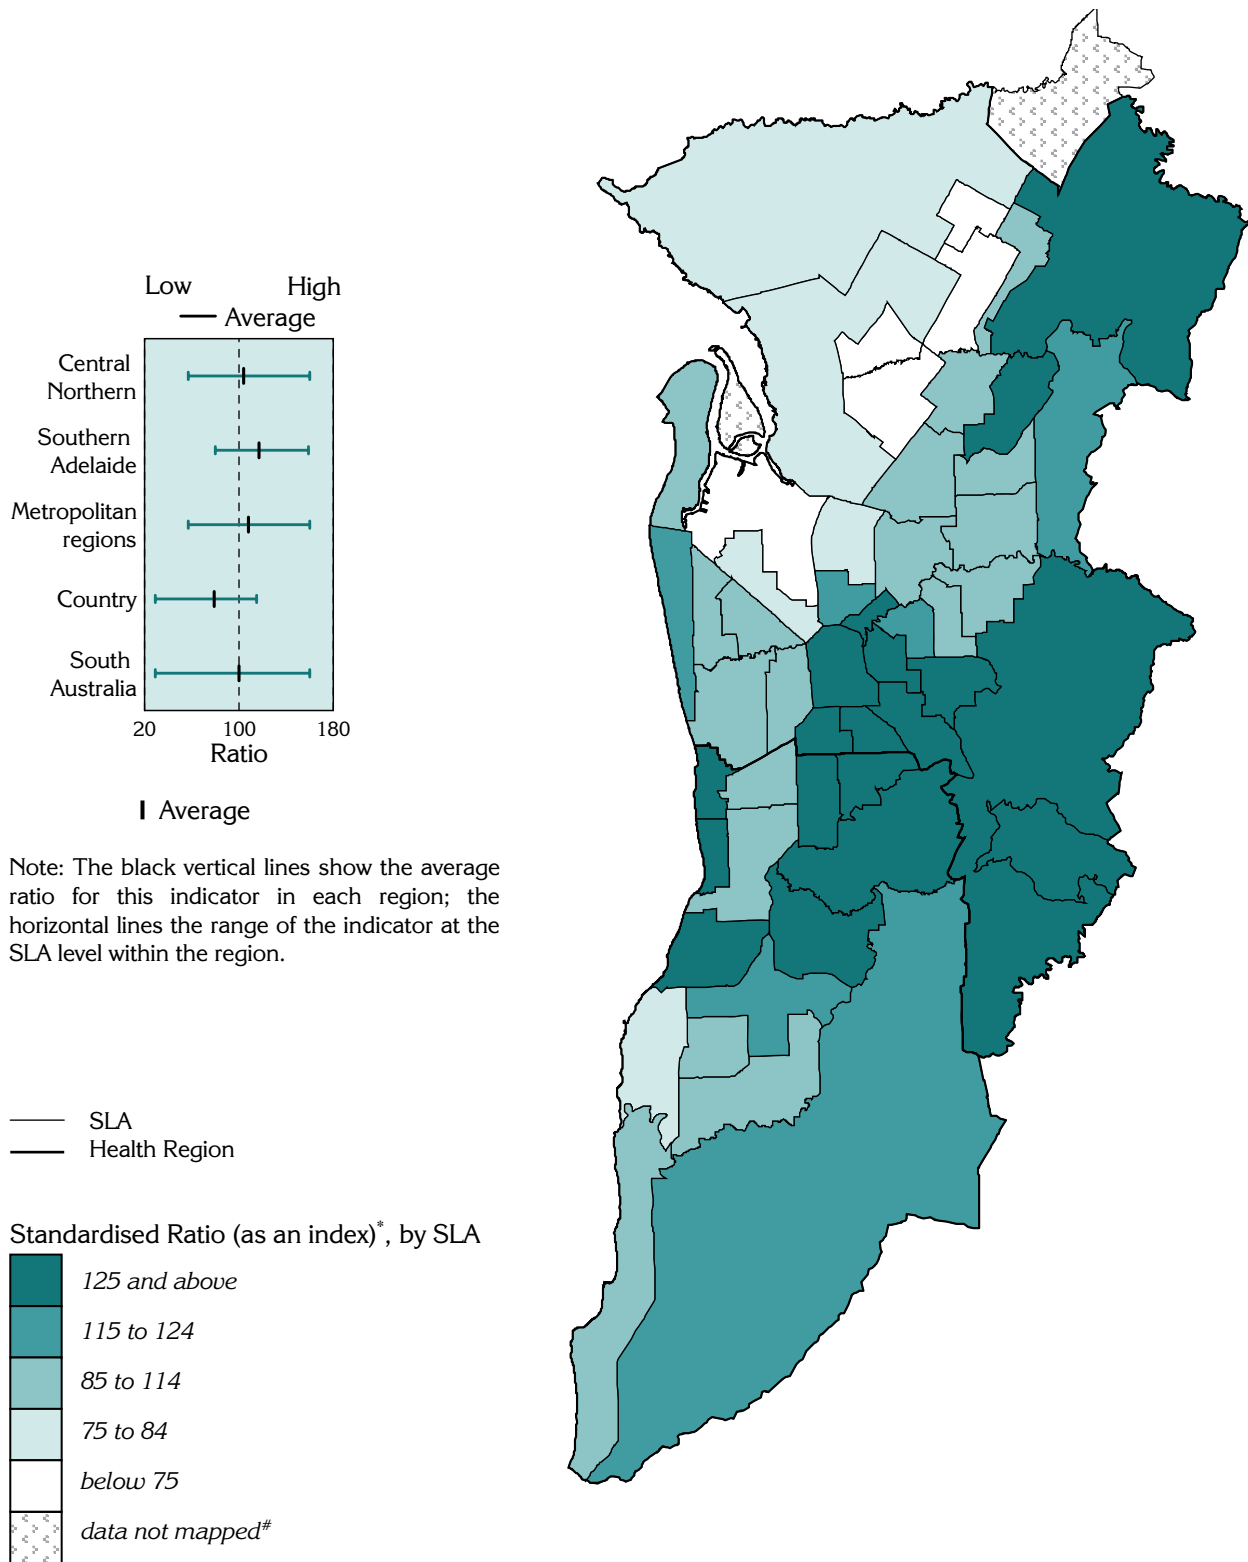 Low High
Average
Central
Northern
Southern
Adelaide
Metropolitan
regions
Country
South
Australia
20 100 180
Ratio
Average
Note: The black vertical lines show the average
ratio for this indicator in each region; the
horizontal lines the range of the indicator at the
SLA level within the region.
SLA
Health Region
Standardised Ratio (as an index)*, by SLA
125 and above
115 to 124
85 to 114
75 to 84
below 75
data not mapped#